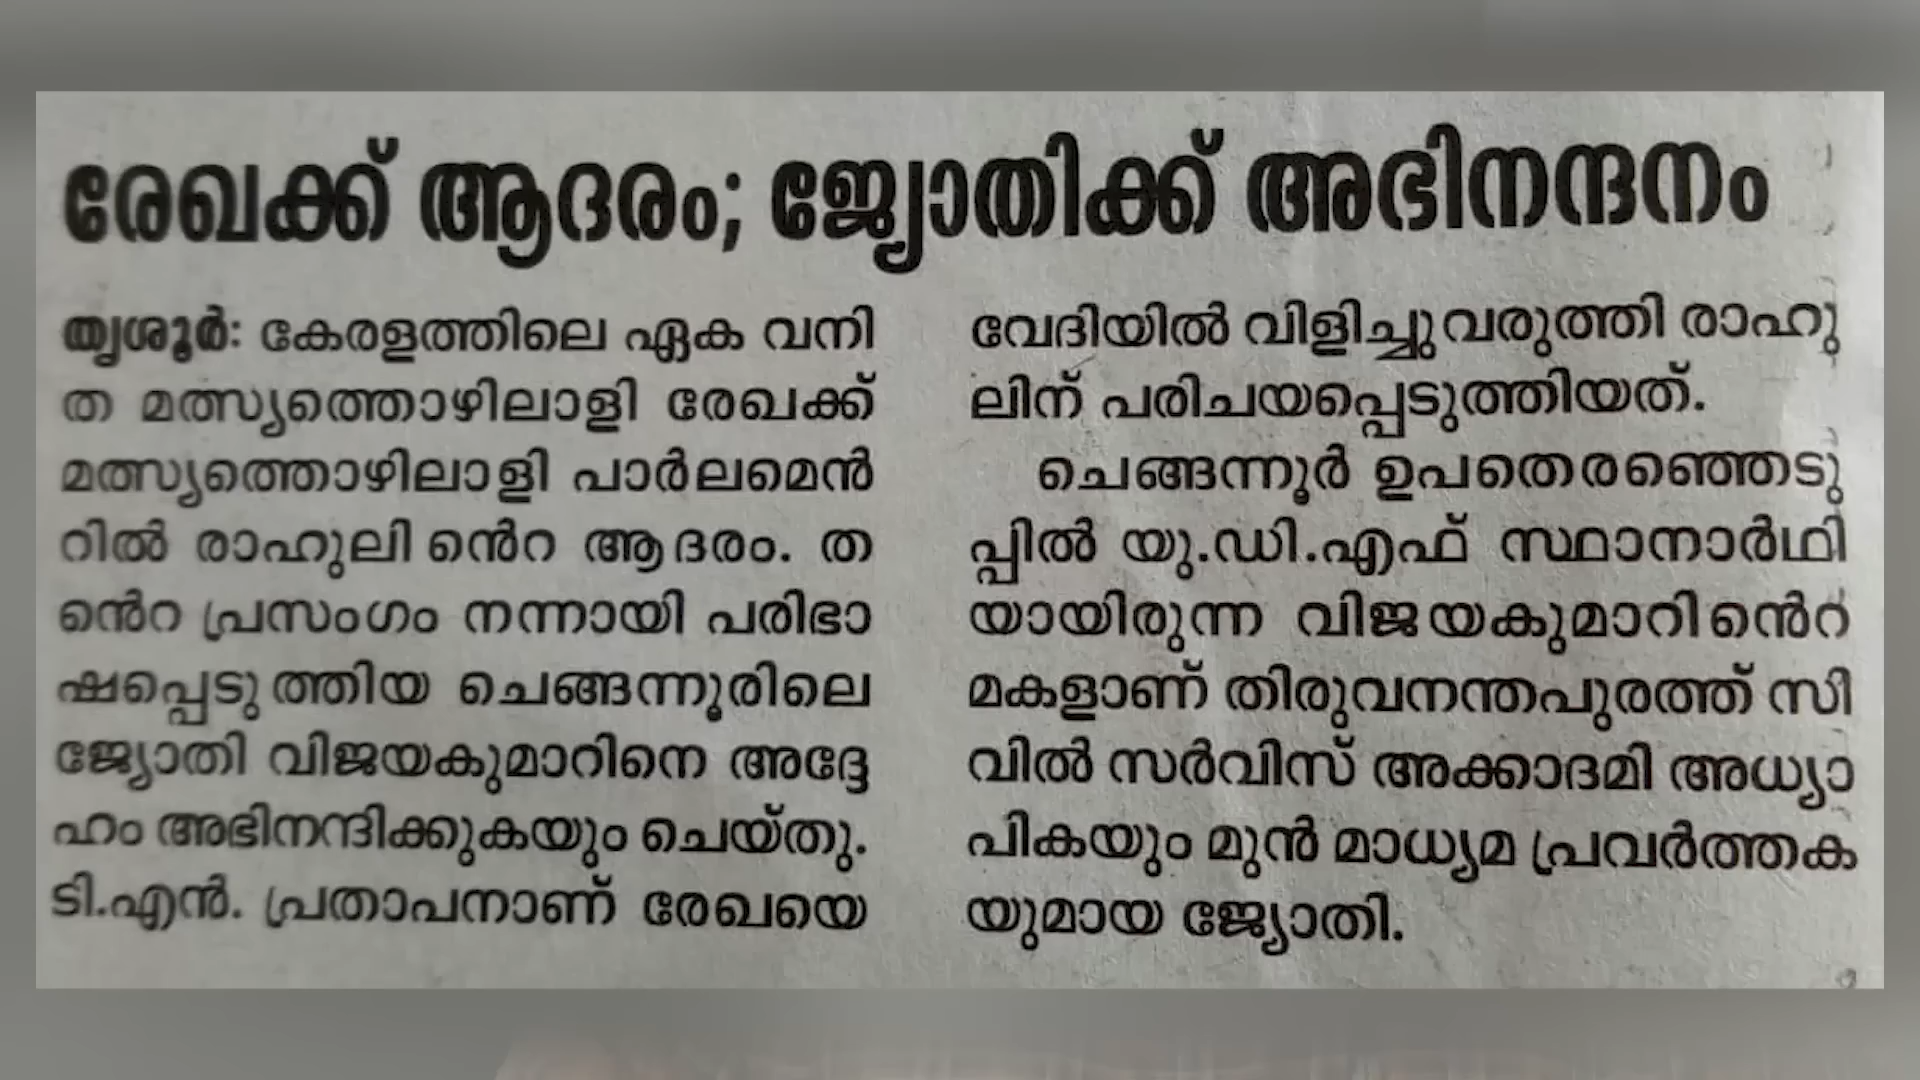 രേഖക്ക് ആദരം; ജ്യോതിക്ക് അഭിനന്ദനം
തൃശൂർ: കേരളത്തിലെ ഏക വനി
ത മത്സ്യത്തൊഴിലാളി രേഖക്ക്
മത്സ്യത്തൊഴിലാളി പാർലമെൻ
റിൽ രാഹുലിൻെറ ആദരം. ത
ൻെറ പ്രസംഗം നന്നായി പരിഭാ
ഷപ്പെടുത്തിയ ചെങ്ങന്നൂരിലെ
ജ്യോതി വിജയകുമാറിനെ അദ്ദേ
ഹം അഭിനന്ദിക്കുകയും ചെയ്തു.
ടി.എൻ. പ്രതാപനാണ് രേഖയെ
വേദിയിൽ വിളിച്ചുവരുത്തി രാഹു
ലിന് പരിചയപ്പെടുത്തിയത്.
ചെങ്ങന്നൂർ ഉപതെരഞ്ഞെടു
പ്പിൽ യു.ഡി.എഫ് സ്ഥാനാർഥി
യായിരുന്ന വിജയകുമാറിൻെറ
മകളാണ് തിരുവനന്തപുരത്ത് സി
വിൽ സർവിസ് അക്കാദമി അധ്യാ
പികയും മുൻ മാധ്യമ പ്രവർത്തക
യുമായ ജ്യോതി.